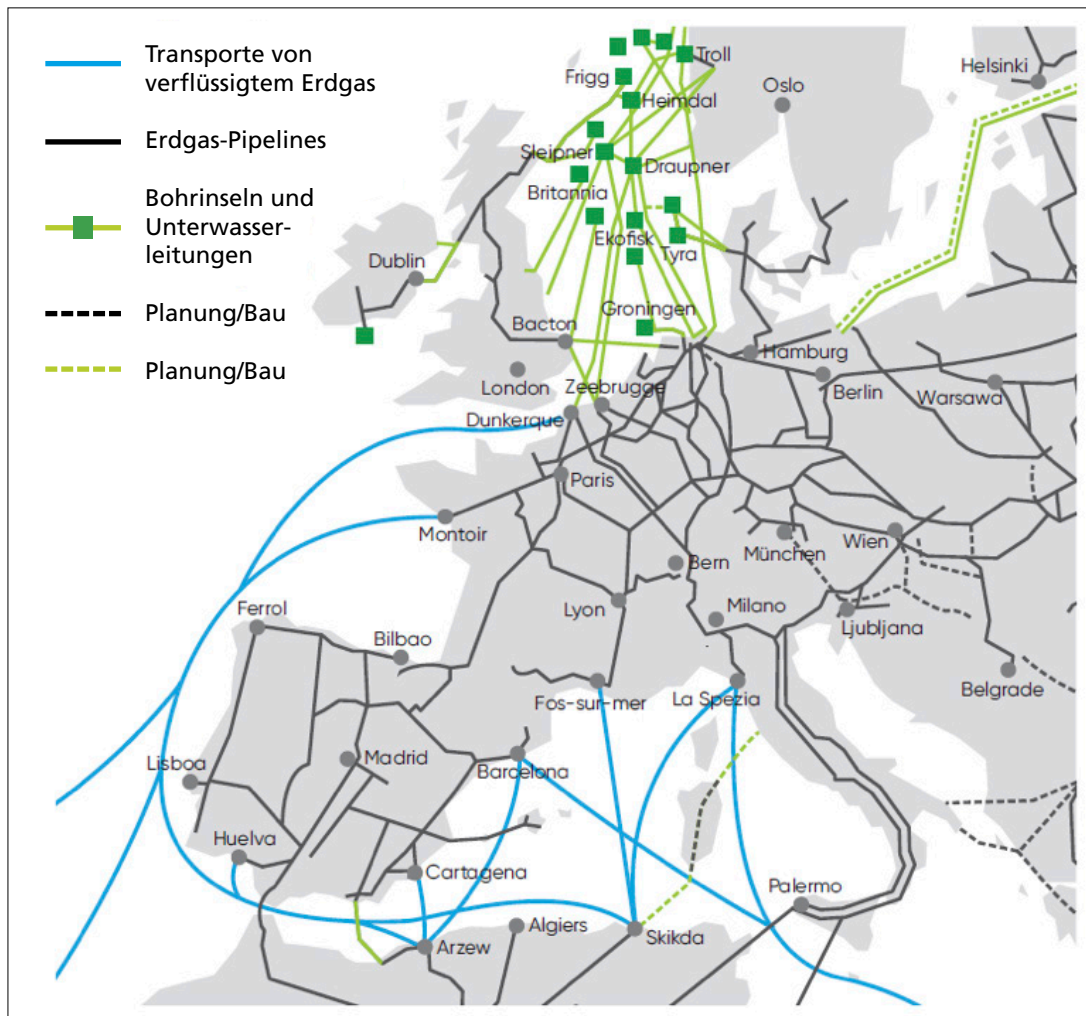 Transporte von
verflüssigtem Erdgas
Erdgas-Pipelines
Bohrinseln und
Unterwasser-
leitungen
Planung/Bau
Planung/Bau
Troll
Frigg
Heimdal
Oslo
Helsinki
Sleipner
Draupner
Britannia
Ekofisk
Tyra
Dublin
Groningen
Bacton
Hamburg
London
Zeebrugge
Berlin
Warsawa
Dunkerque
Paris
Montoir
München
Wien
Bern
Lyon
Milano
Ljubljana
Ferrol
Bilbao
Belgrade
Fos-sur-mer
La Spezia
Madrid
Lisboa
Barcelona
Huelva
Cartagena
Palermo
Algiers
Skikda
Arzew